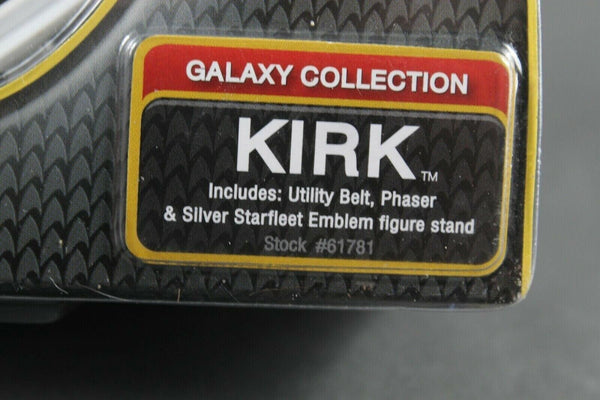 GALAXY COLLECTION
KIRK™
Includes: Utility Belt, Phaser
& Silver Starfleet Emblem figure stand
Stock #61781